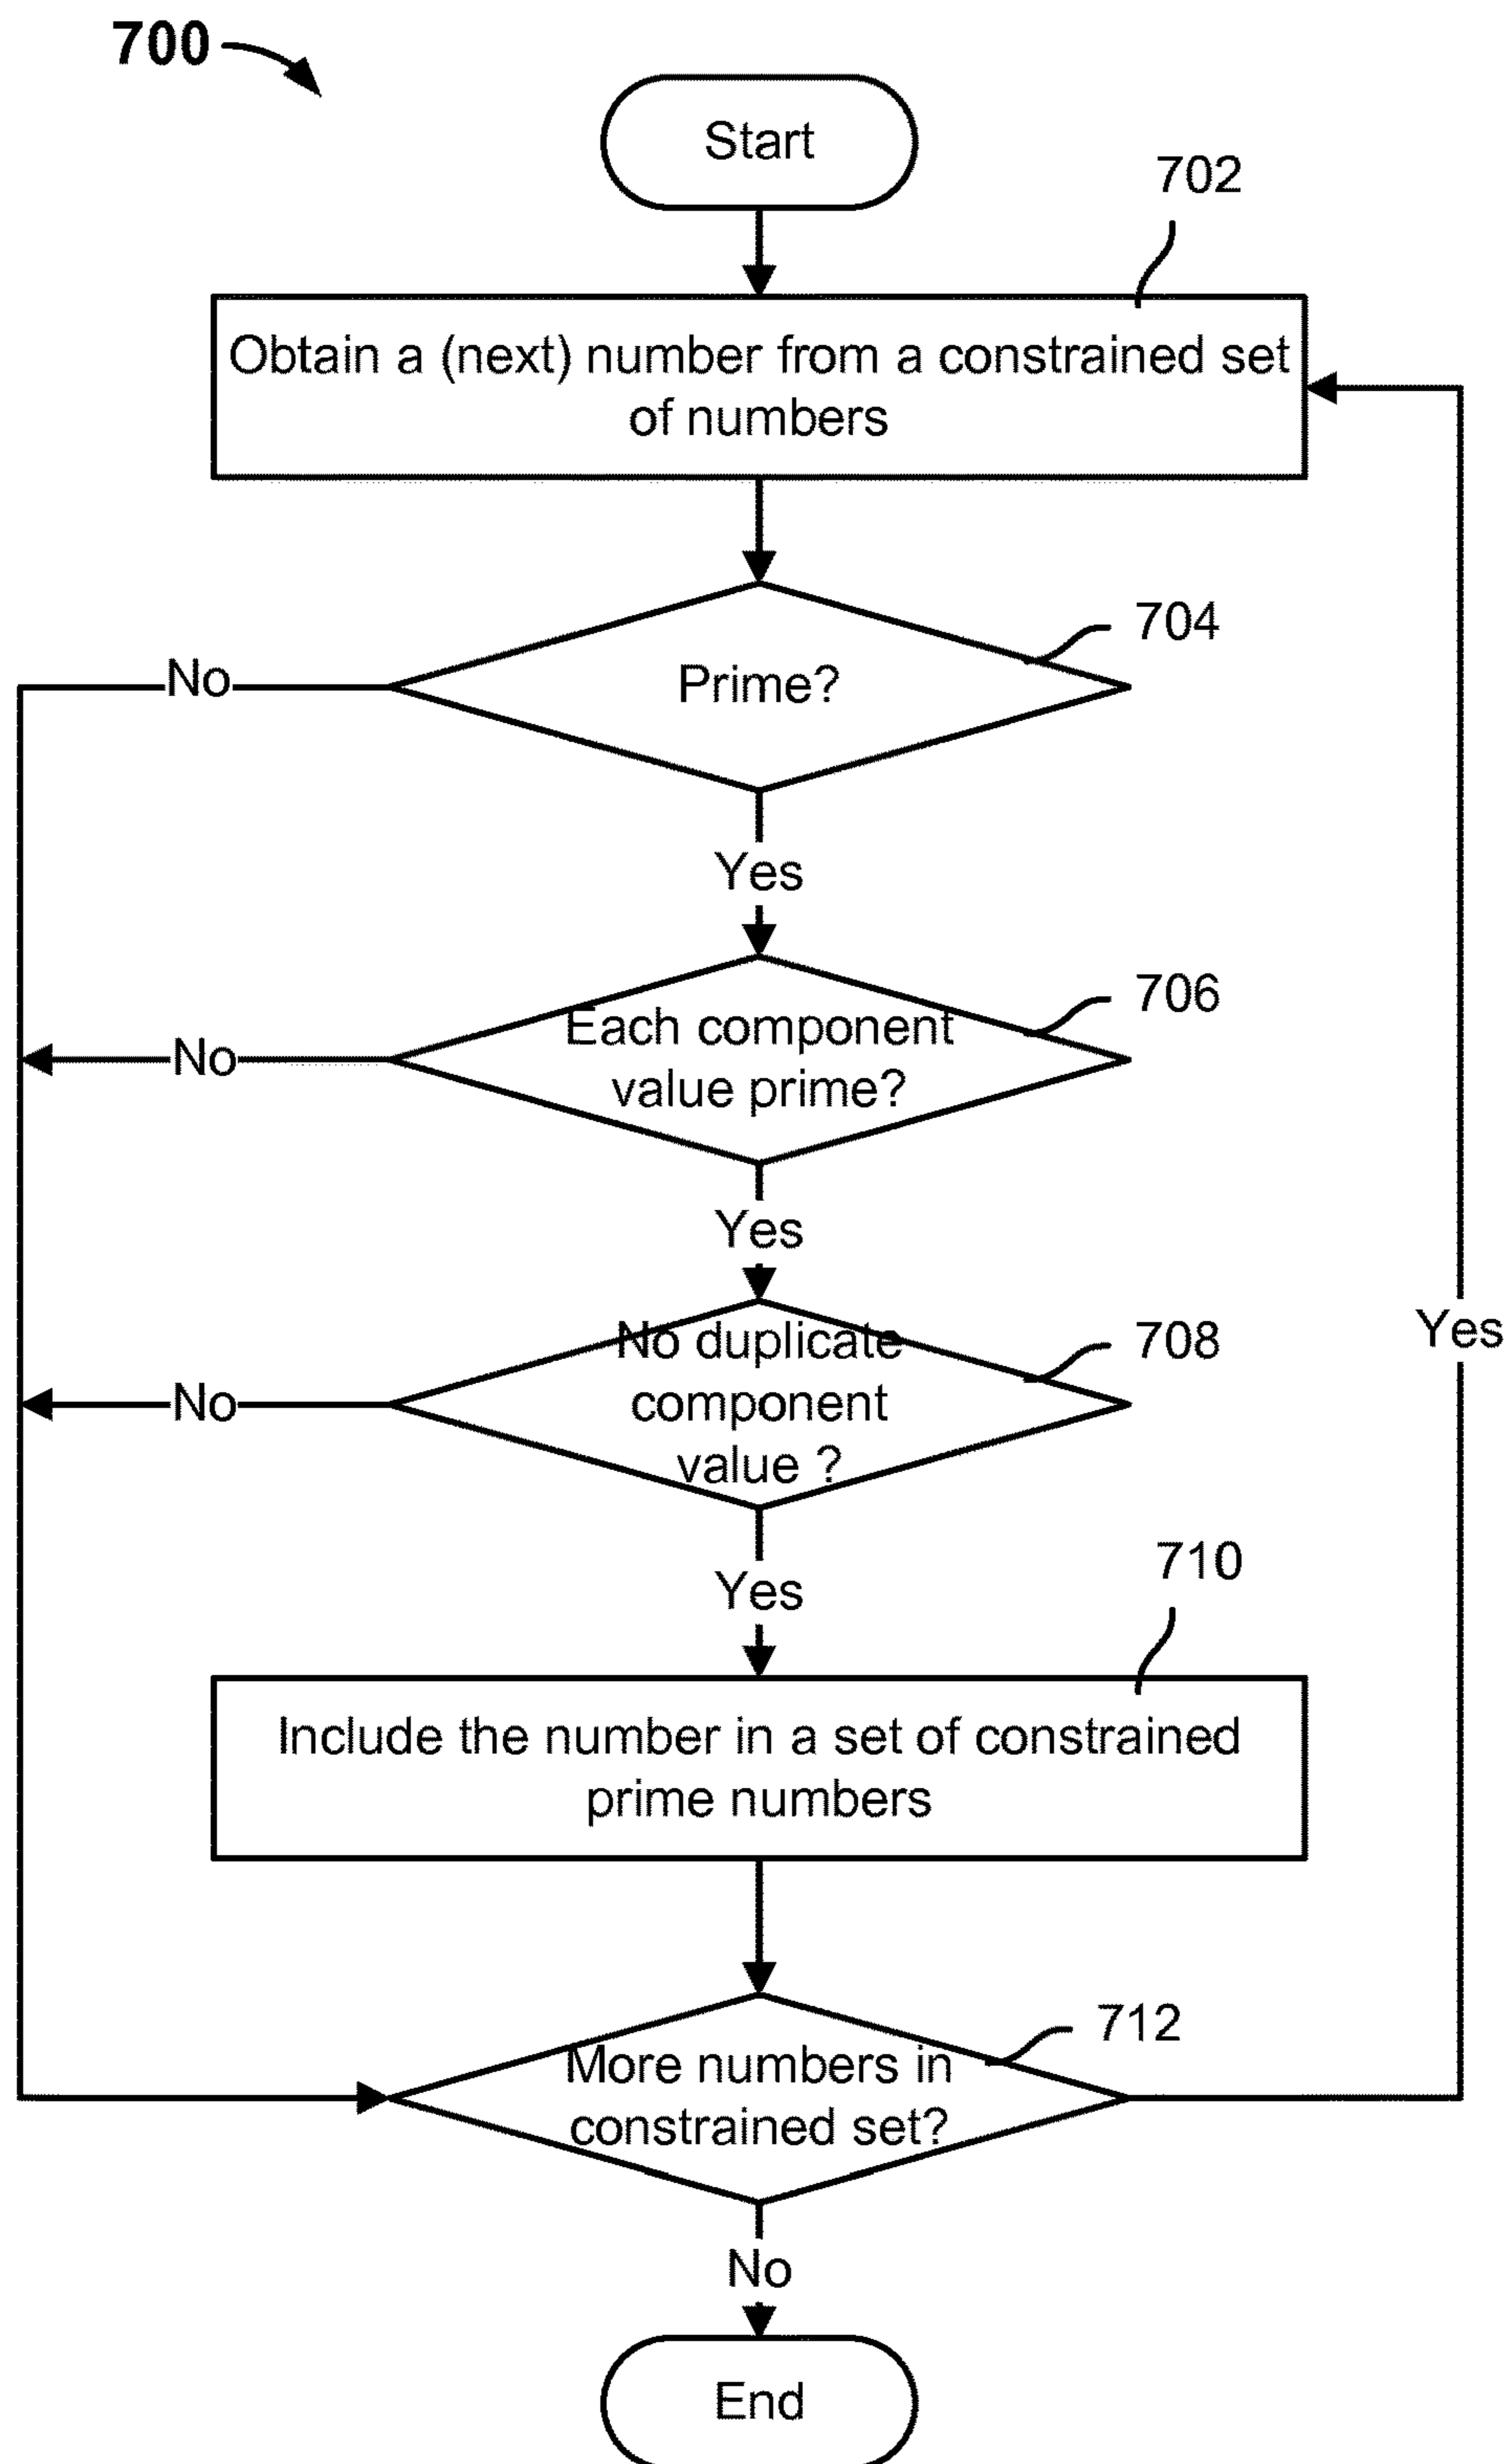 700
Start
702
Obtain a (next) number from a constrained set
of numbers
704
Prime?
No
Yes
706
Each component
value prime?
No
Yes
708
No duplicate
component
value ?
No
Yes
Yes
710
Include the number in a set of constrained
prime numbers
712
More numbers in
constrained set?
No
End